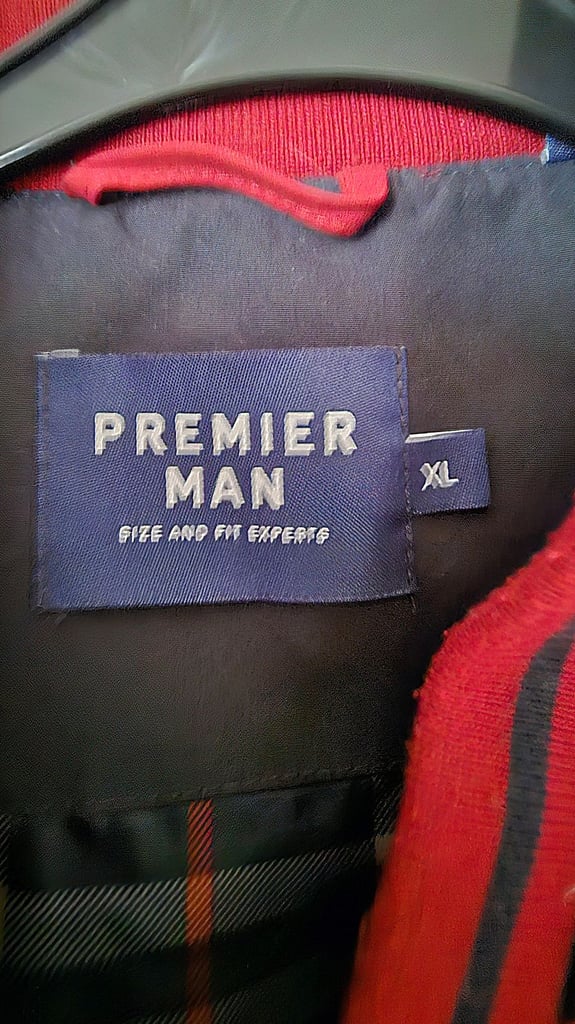 PREMIER
MAN
SIZE AND FIT EXPERTS
XL